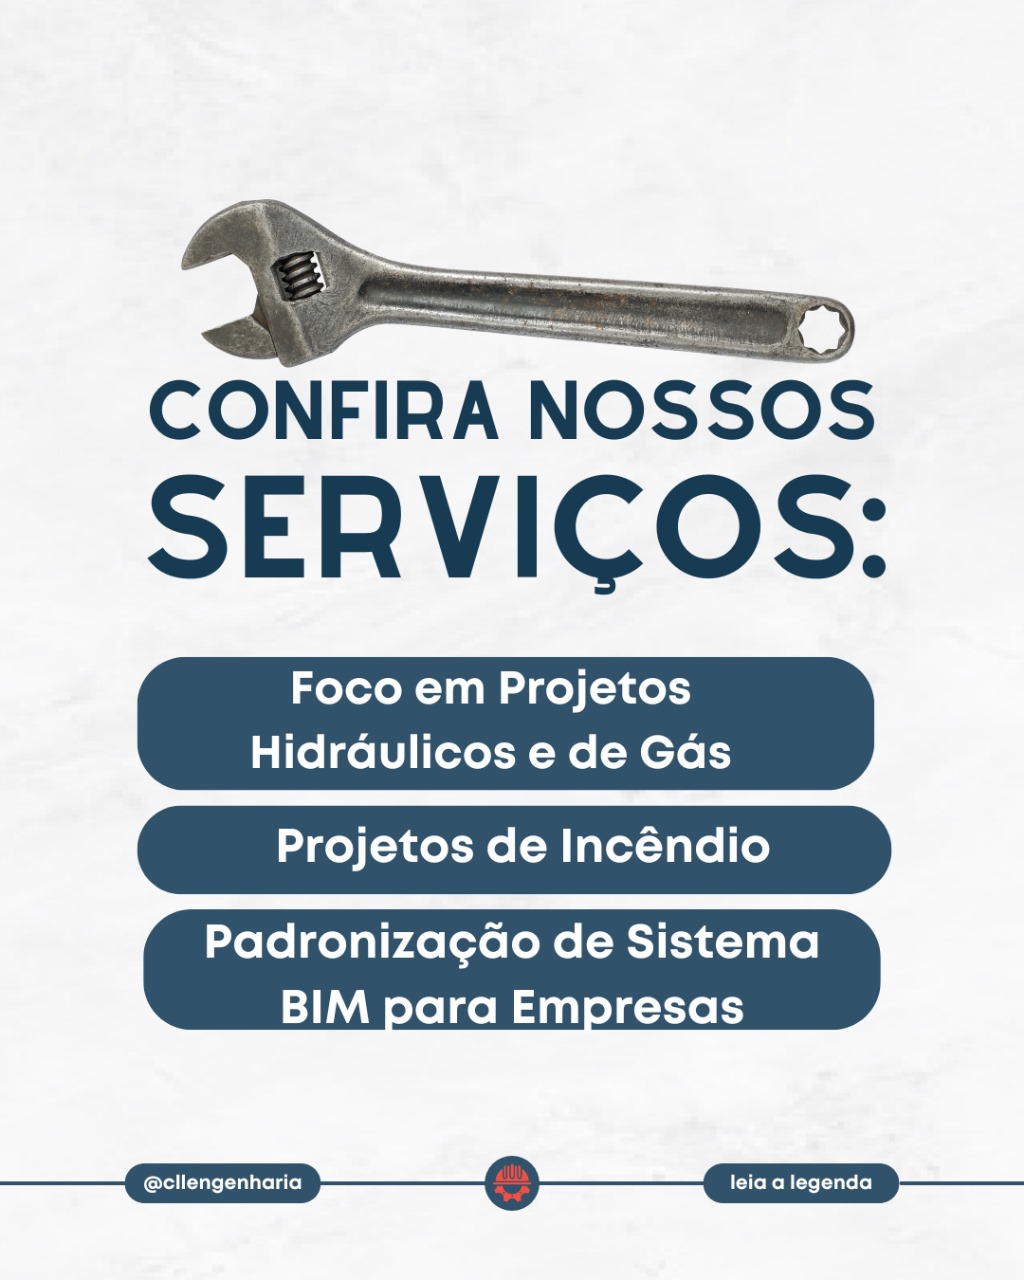 CONFIRA NOSSOS
SERVIÇOS:
Foco em Projetos
Hidráulicos e de Gás
Projetos de Incêndio
Padronização de Sistema
BIM para Empresas
@cllengenharia
leia a legenda